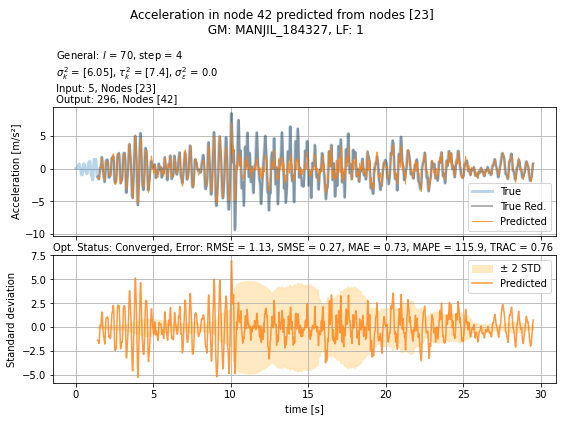 Acceleration in node 42 predicted from nodes [23]
GM: MANJIL_184327, LF: 1
General: l = 70, step = 4
σ²ₖ = [6.05], τ²ₖ = [7.4], σ²ε = 0.0
Input: 5, Nodes [23]
Output: 296, Nodes [42]
Acceleration [m/s²]
5
0
−5
−10
True
True Red.
Predicted
Opt. Status: Converged, Error: RMSE = 1.13, SMSE = 0.27, MAE = 0.73, MAPE = 115.9, TRAC = 0.76
Standard deviation
7.5
5.0
2.5
0.0
−2.5
−5.0
± 2 STD
Predicted
0 5 10 15 20 25 30
time [s]